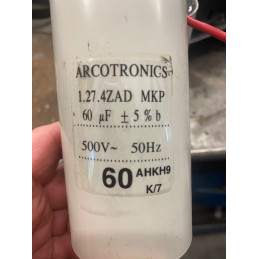 ARCOTRONICS
1.27.4ZAD MKP
60 µF ± 5 % b
500V~ 50Hz
60 AHKH9
K/7